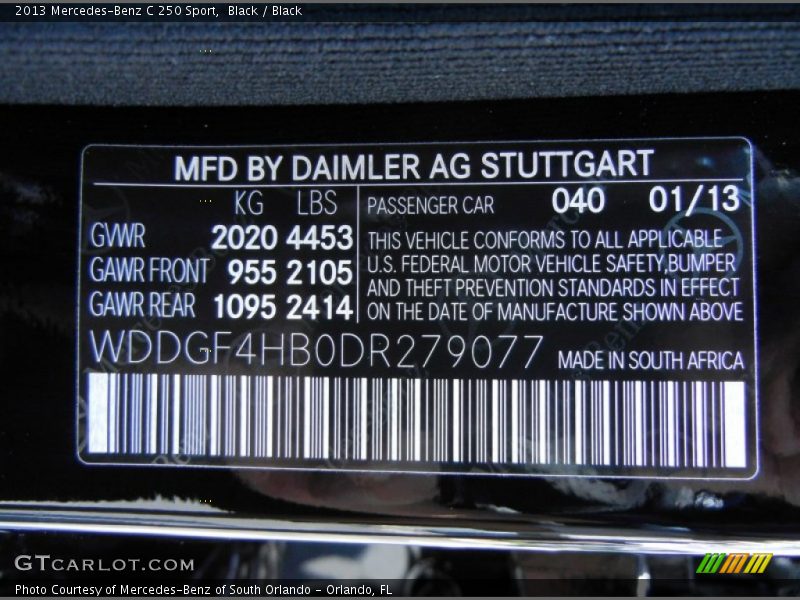 2013 Mercedes-Benz C 250 Sport, Black / Black
MFD BY DAIMLER AG STUTTGART
KG LBS
GVWR 2020 4453
GAWR FRONT 955 2105
GAWR REAR 1095 2414
PASSENGER CAR 040 01/13
THIS VEHICLE CONFORMS TO ALL APPLICABLE
U.S. FEDERAL MOTOR VEHICLE SAFETY,BUMPER
AND THEFT PREVENTION STANDARDS IN EFFECT
ON THE DATE OF MANUFACTURE SHOWN ABOVE
WDDGF4HB0DR279077 MADE IN SOUTH AFRICA
GTCARLOT.COM
Photo Courtesy of Mercedes-Benz of South Orlando - Orlando, FL